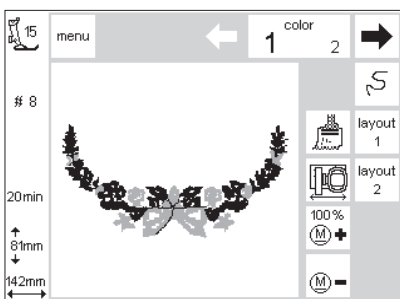 15
menu
color
1
2
# 8
layout
1
layout
2
20min
100%
M +
81mm
M -
142mm